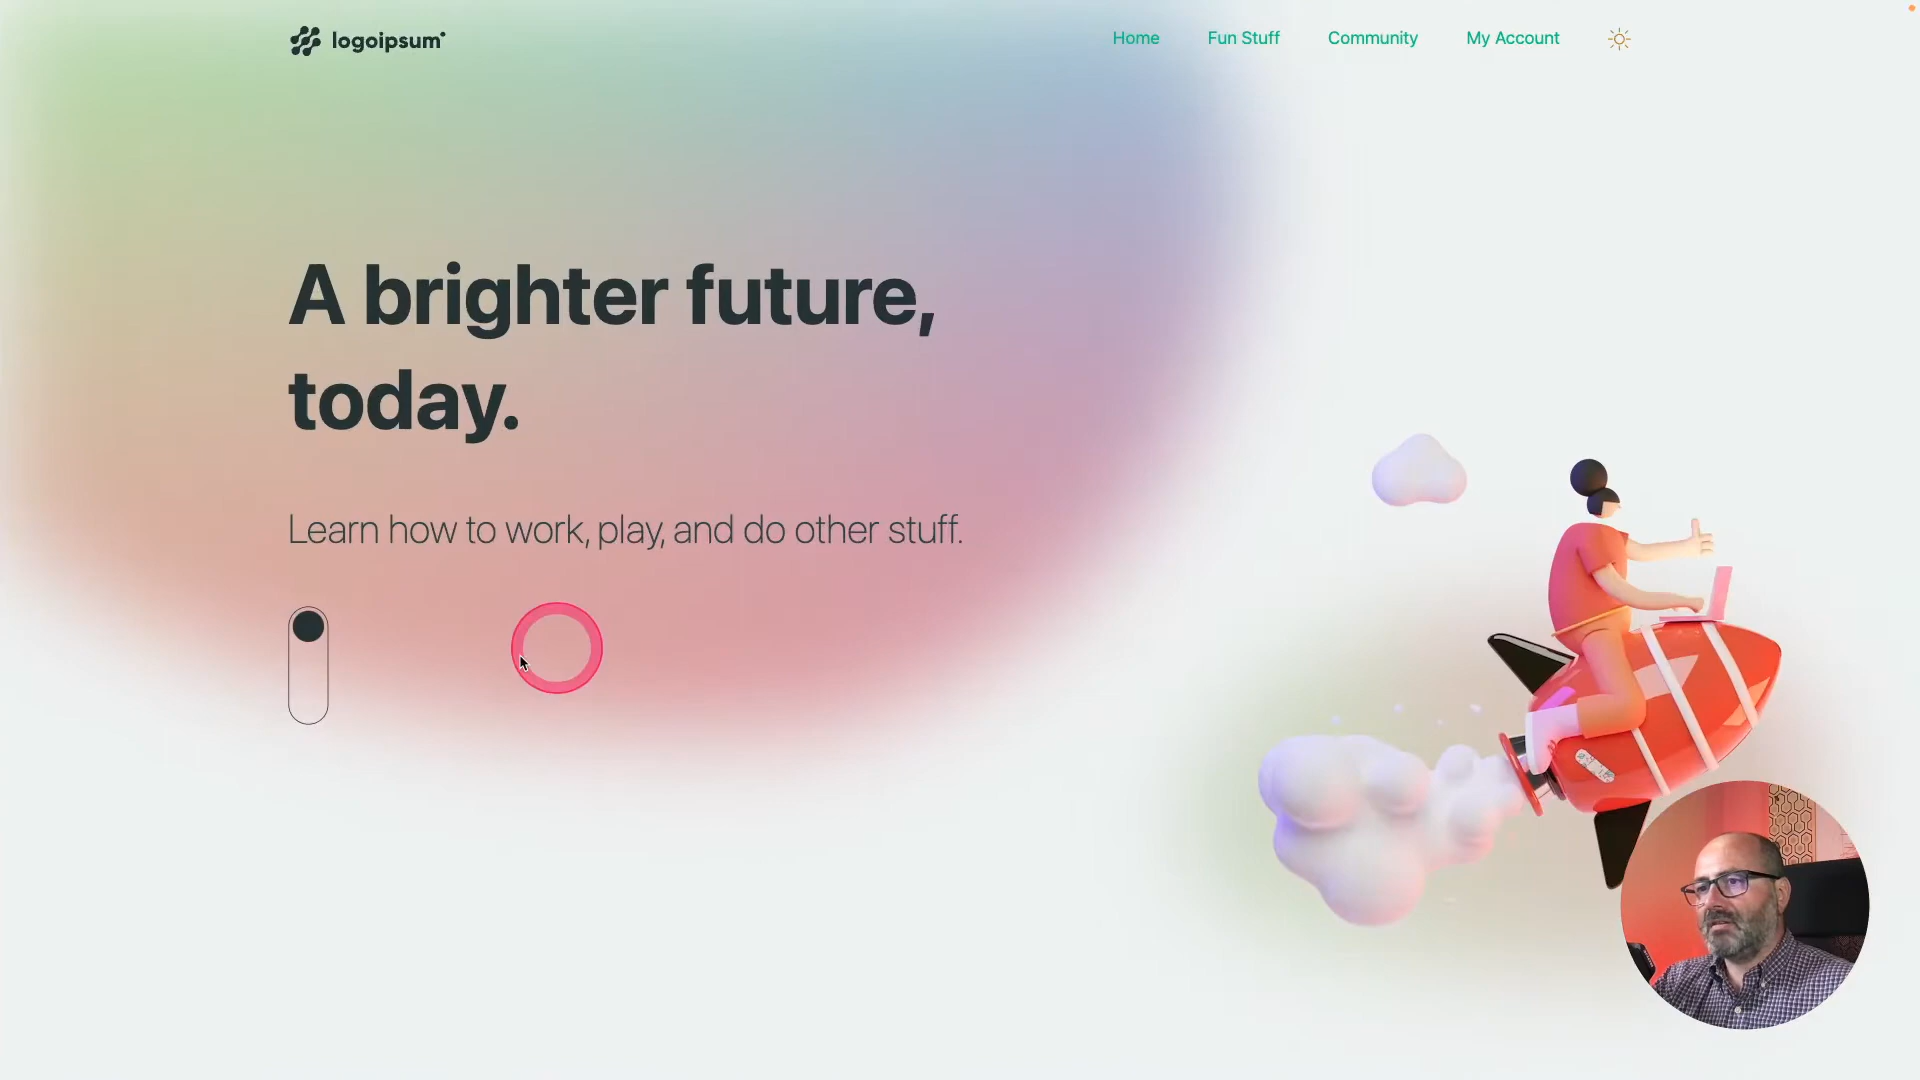 logoipsum
Home
Fun Stuff
Community
My Account
A brighter future,
today.
Learn how to work, play, and do other stuff.